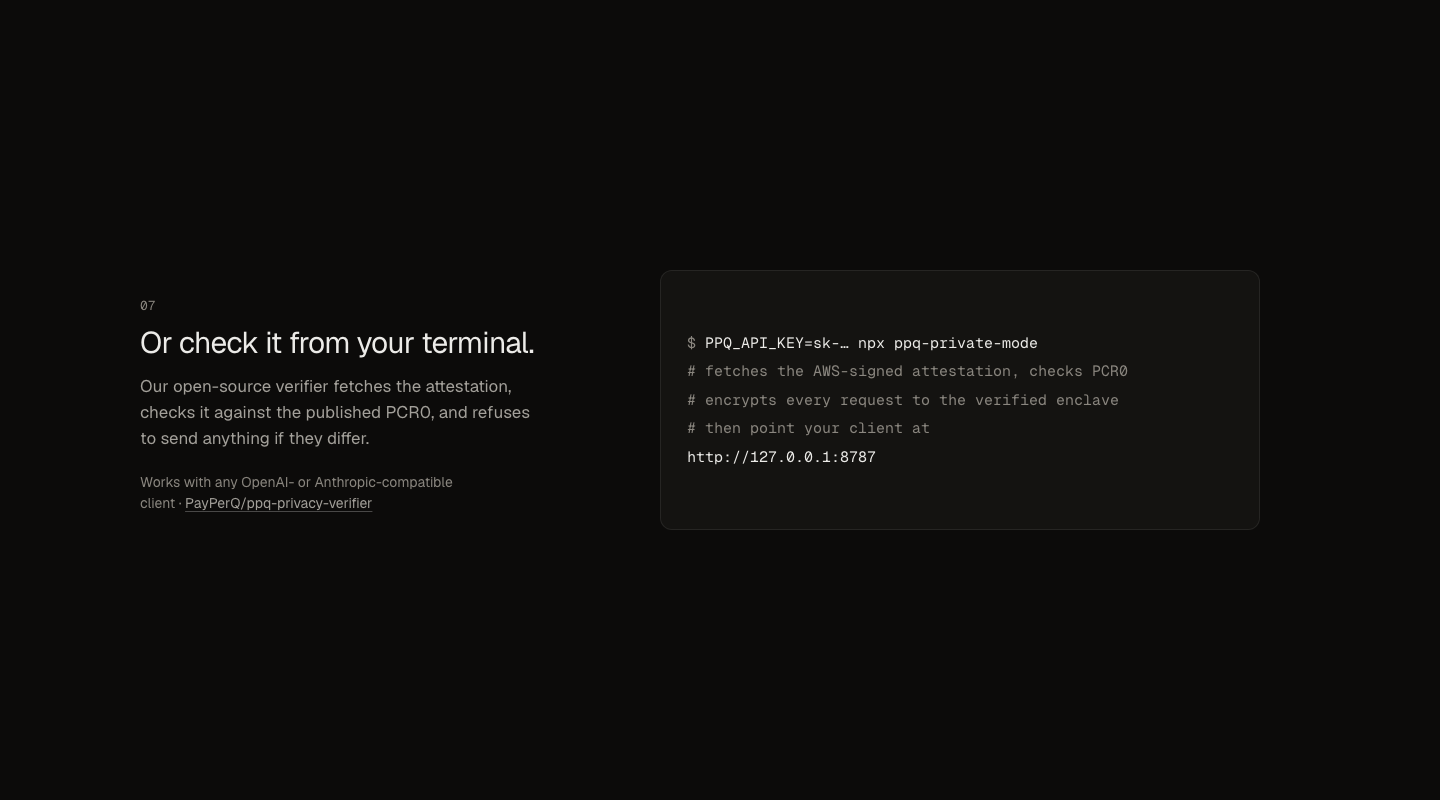 07
Or check it from your terminal.
Our open-source verifier fetches the attestation,
checks it against the published PCR0, and refuses
to send anything if they differ.
Works with any OpenAI- or Anthropic-compatible
client · PayPerQ/ppq-privacy-verifier
$ PPQ_API_KEY=sk-… npx ppq-private-mode
# fetches the AWS-signed attestation, checks PCR0
# encrypts every request to the verified enclave
# then point your client at
http://127.0.0.1:8787